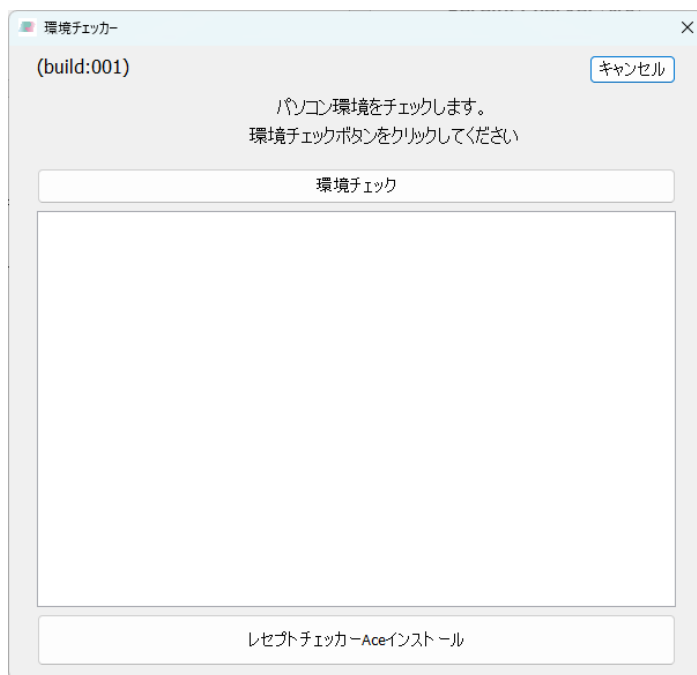 環境チェッカー
(build:001)
キャンセル
パソコン環境をチェックします。
環境チェックボタンをクリックしてください
環境チェック
レセプトチェッカーAceインストール